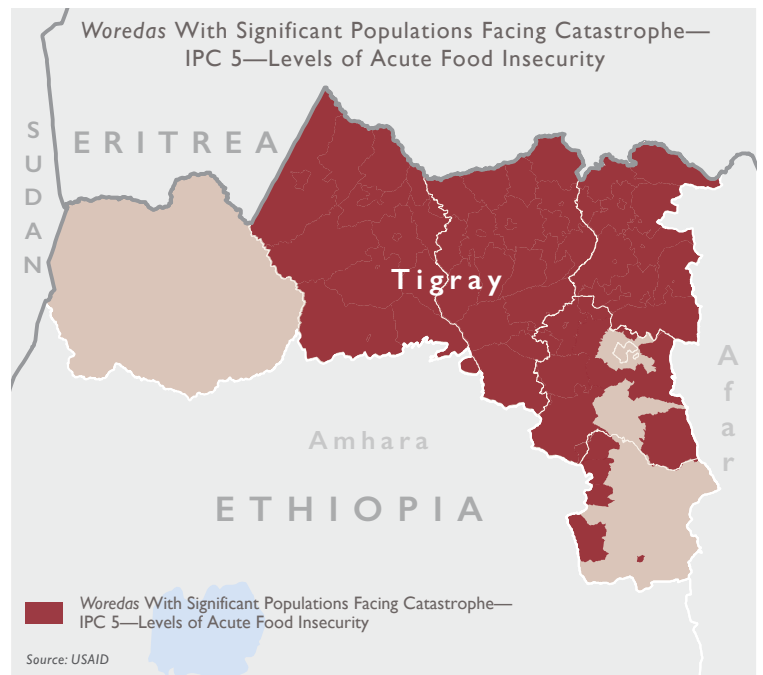 Woredas With Significant Populations Facing Catastrophe—
IPC 5—Levels of Acute Food Insecurity
SUDAN
ERITREA
Tigray
Afar
Amhara
ETHIOPIA
Woredas With Significant Populations Facing Catastrophe—
IPC 5—Levels of Acute Food Insecurity
Source: USAID